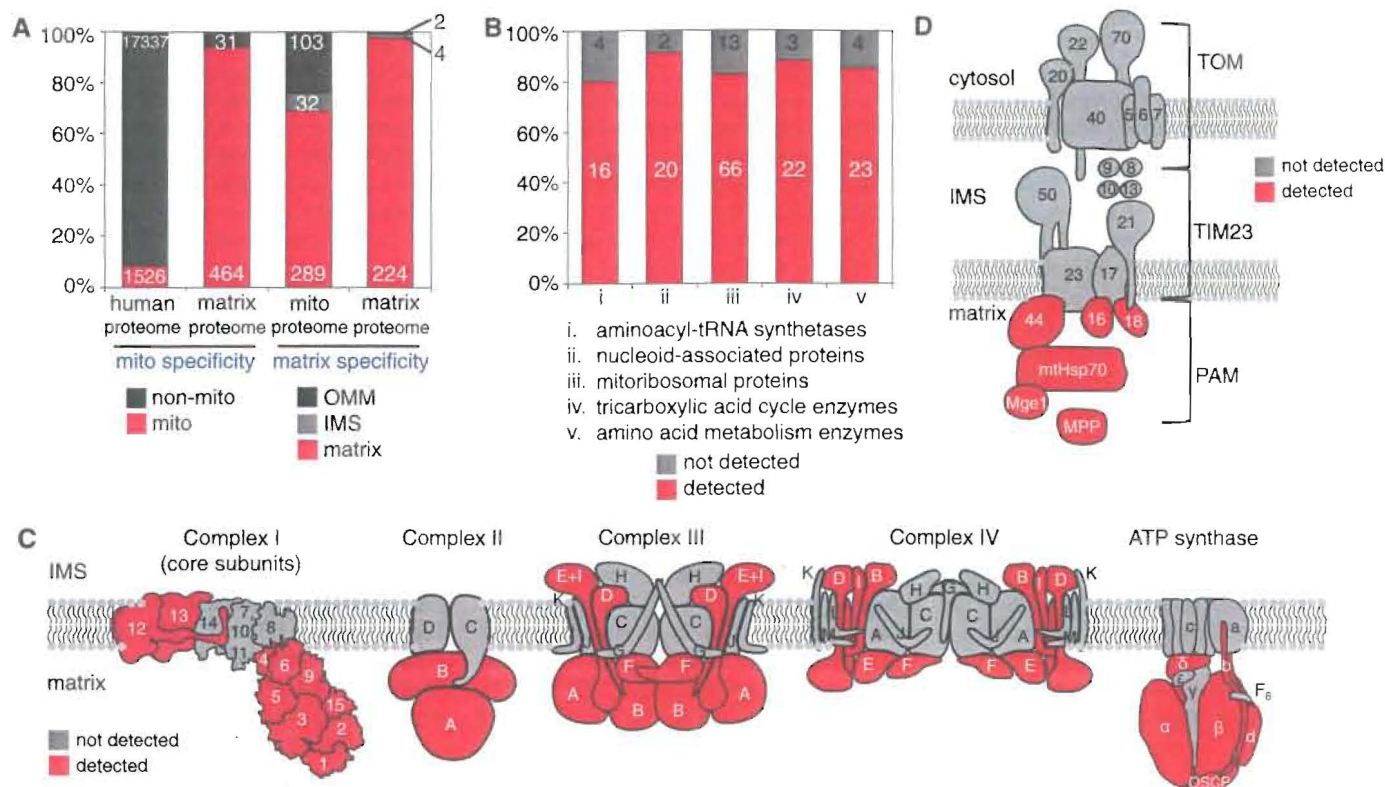 A
100%
80%
60%
40%
20%
0%
17337
1526
31
464
103
32
289
2
4
224
human proteome
matrix proteome
mito proteome
matrix proteome
mito specificity
matrix specificity
non-mito
mito
OMM
IMS
matrix
B
100%
80%
60%
40%
20%
0%
4
2
13
3
4
16
20
66
22
23
i
ii
iii
iv
v
i. aminoacyl-tRNA synthetases
ii. nucleoid-associated proteins
iii. mitoribosomal proteins
iv. tricarboxylic acid cycle enzymes
v. amino acid metabolism enzymes
not detected
detected
D
cytosol
IMS
matrix
22
70
20
40
5
6
7
9
8
10
13
50
21
23
17
44
16
18
mtHsp70
Mge1
MPP
TOM
TIM23
PAM
not detected
detected
C
IMS
matrix
Complex I
(core subunits)
12
13
14
7
10
11
8
4
6
9
5
3
15
2
1
Complex II
D
C
B
A
Complex III
E+I
H
H
E+I
K
D
D
C
C
G
G
F
F
A
B
B
A
Complex IV
K
D
I
B
H
G
H
B
I
D
K
C
C
A
A
M
E
F
F
E
ATP synthase
c
a
δ
ε
b
γ
F6
α
β
d
OSCP
not detected
detected